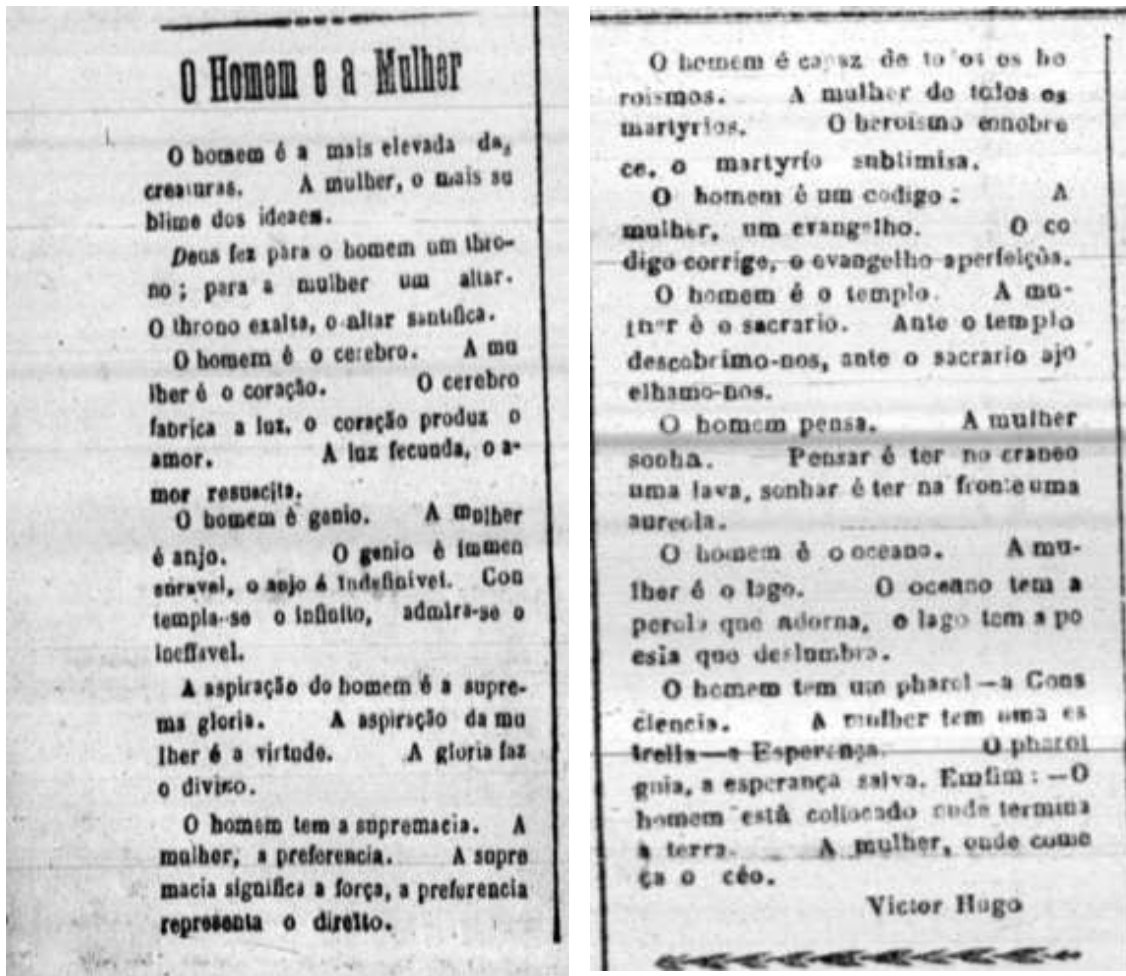 O Homem e a Mulher
O homem é a mais elevada das
creaturas. A mulher, o mais su
blime dos ideaes.
Deus fez para o homem um thro-
no; para a mulher um altar.
O throno exalta, o altar santifica.
O homem é o cerebro. A mu
lher é o coração. O cerebro
fabrica a luz, o coração produz o
amor. A luz fecunda, o a-
mor resuscita.
O homem é genio. A mulher
é anjo. O genio é immen
suravel, o anjo é indefinivel. Con
templa-se o infinito, admira-se o
ineffavel.
A aspiração do homem é a supre-
ma gloria. A aspiração da mu
lher é a virtude. A gloria faz
o divino.
O homem tem a supremacia. A
mulher, a preferencia. A supre
macia significa a força, a preferencia
representa o direito.
O homem é capaz de to os os he
roismos. A mulher de todos os
martyrios. O heroismo ennobre
ce, o martyrio sublimisa.
O homem é um codigo: A
mulher, um evangelho. O co
digo corrige, o evangelho aperfeiçôa.
O homem é o templo. A mu-
lher é o sacrario. Ante o templo
descobrimo-nos, ante o sacrario ajo
elhamo-nos.
O homem pensa. A mulher
sonha. Pensar é ter no craneo
uma lava, sonhar é ter na fronte uma
aureola.
O homem é o oceano. A mu-
lher é o lago. O oceano tem a
perola que adorna, o lago tem a po
esia que deslumbra.
O homem tem um pharol—a Cons
ciencia. A mulher tem uma es
trella—a Esperança. O pharol
guia, a esperança salva. Emfim:—O
homem está collocado onde termina
a terra. A mulher, onde come
ça o céo.
Victor Hugo